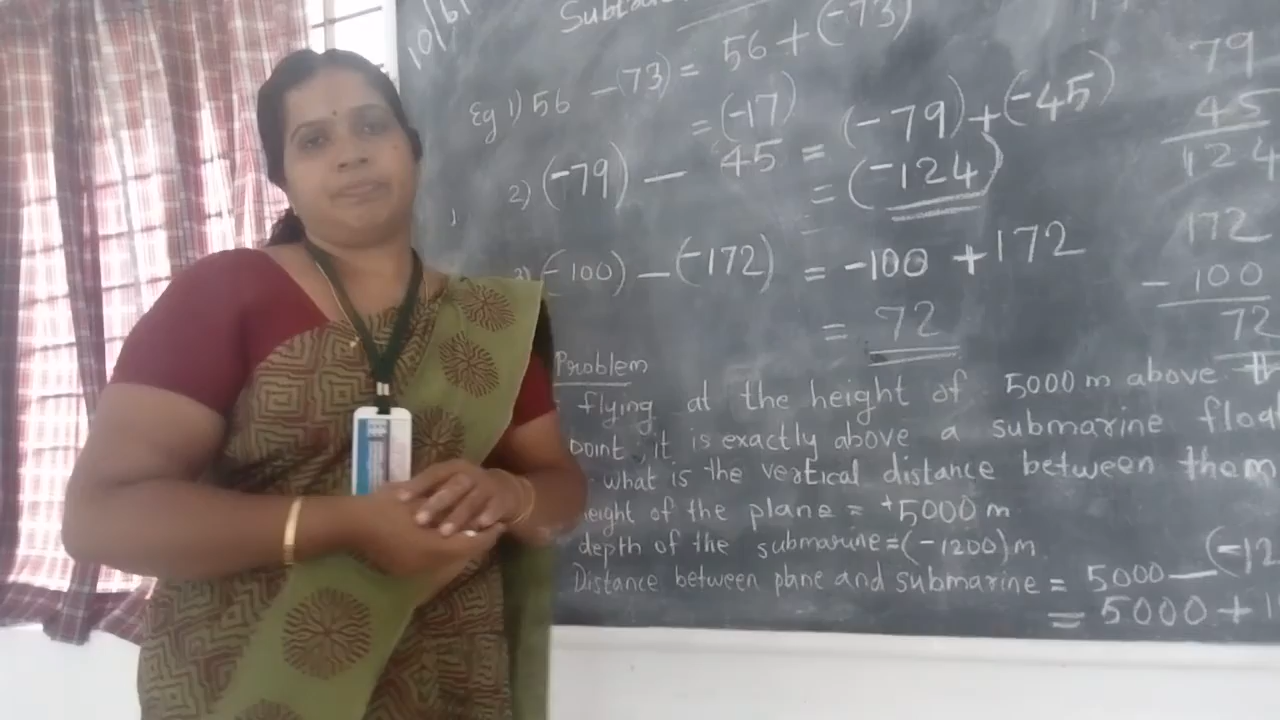 10/6/
Eg 1) 56 - (73) = 56 + (-73)
= (-17)
2) (-79) - 45 = (-79) + (-45)
= (-124)
3) (-100) - (-172) = -100 + 172
= 72
79
45
124
172
- 100
72
Problem
flying at the height of 5000 m above
point, it is exactly above a submarine
what is the vertical distance between them
height of the plane = +5000 m
depth of the submarine = (-1200) m
Distance between plane and submarine = 5000 - (-12
= 5000 + 1